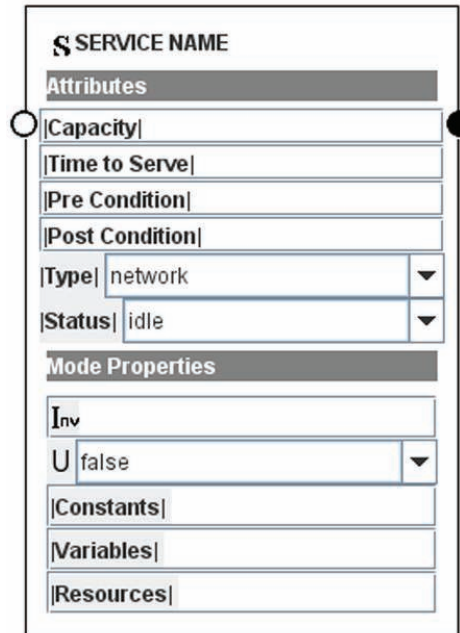 S SERVICE NAME
Attributes
|Capacity|
|Time to Serve|
|Pre Condition|
|Post Condition|
|Type| network
|Status| idle
Mode Properties
Inv
U false
|Constants|
|Variables|
|Resources|